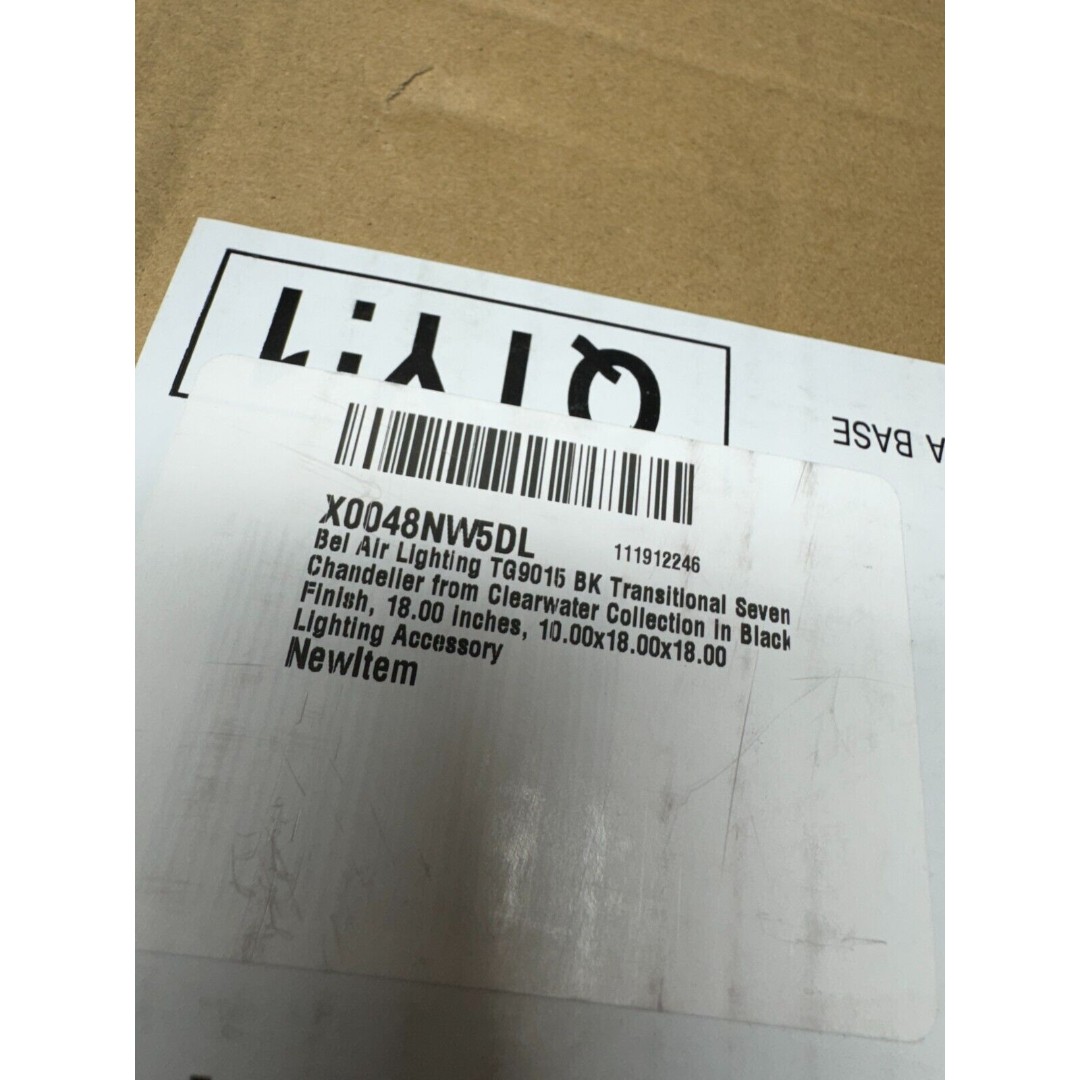 QTY:1
A BASE
X0048NW5DL
111912246
Bel Air Lighting TG9015 BK Transitional Seven
Chandelier from Clearwater Collection in Black
Finish, 18.00 inches, 10.00x18.00x18.00
Lighting Accessory
NewItem